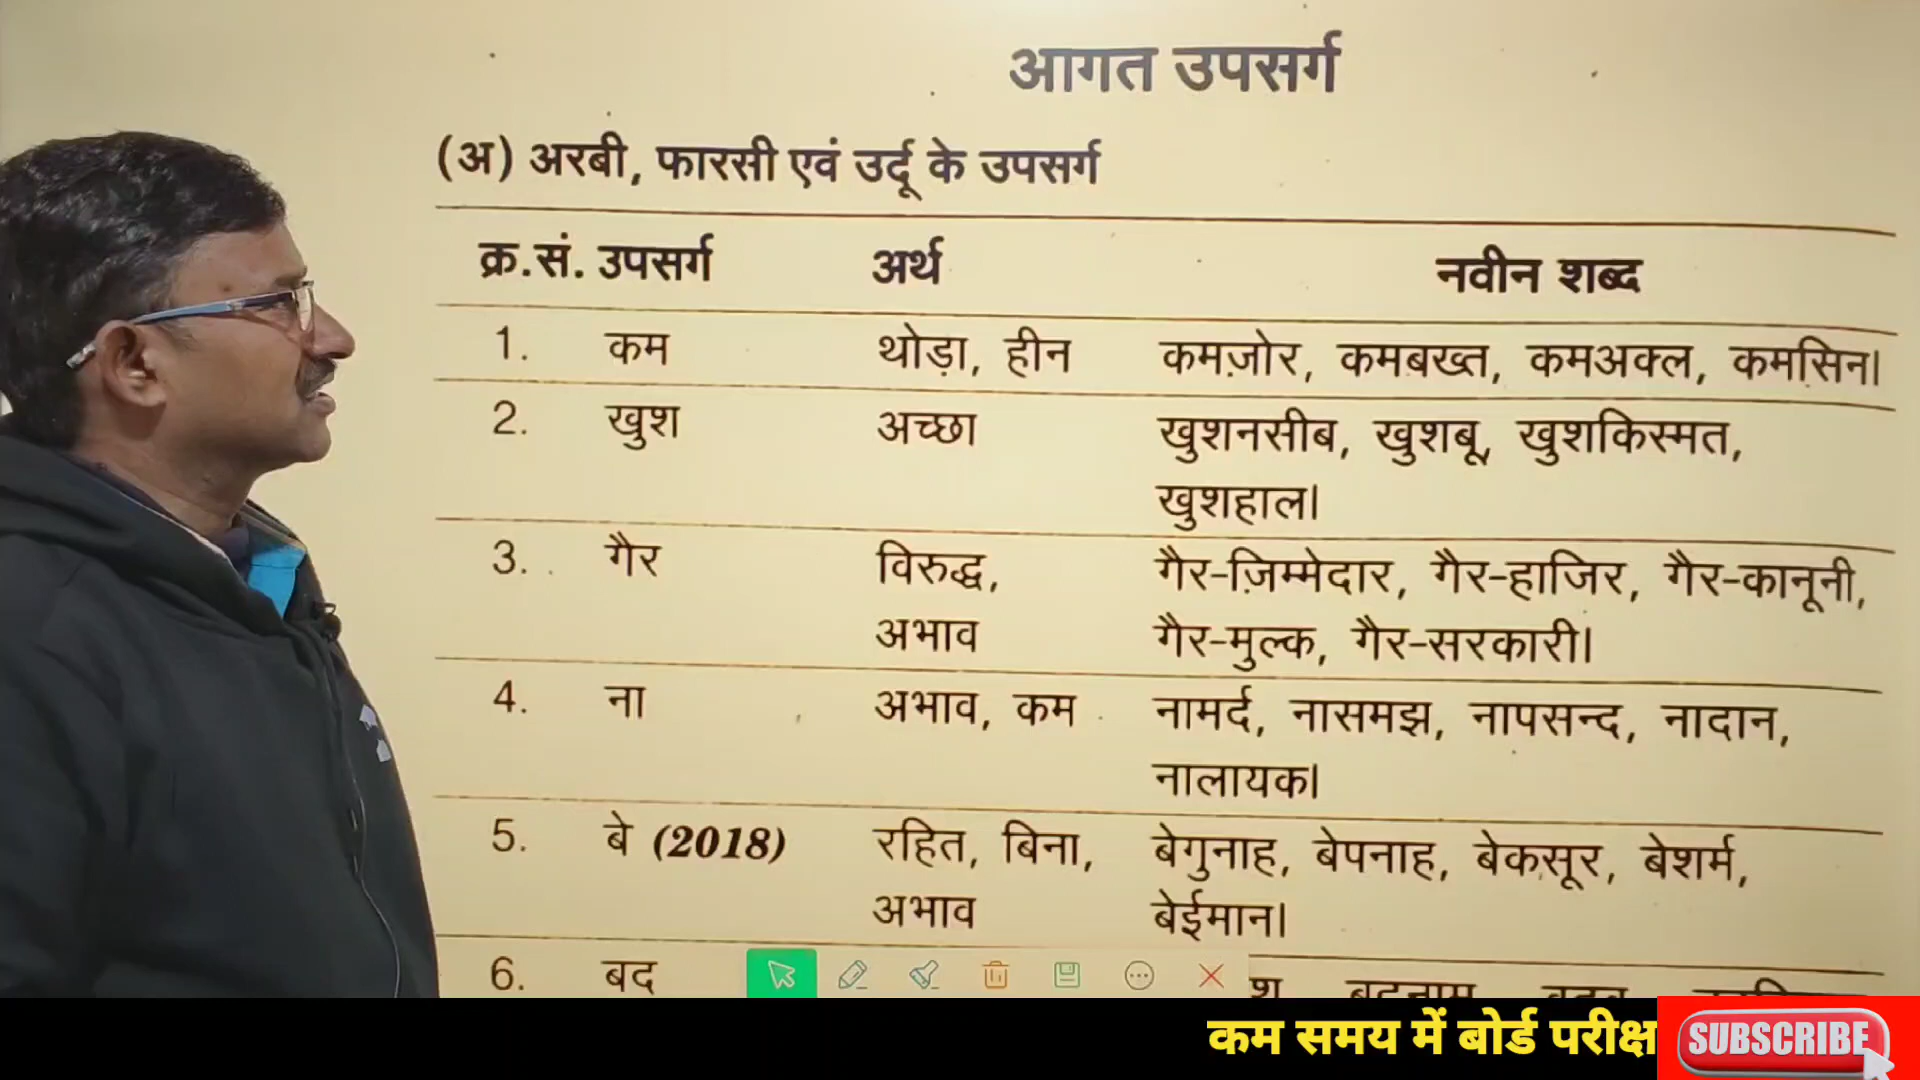 आगत उपसर्ग
(अ) अरबी, फारसी एवं उर्दू के उपसर्ग
क्र.सं. उपसर्ग अर्थ नवीन शब्द
1. कम थोड़ा, हीन कमज़ोर, कमबख्त, कमअक्ल, कमसिन।
2. खुश अच्छा खुशनसीब, खुशबू, खुशकिस्मत,
खुशहाल।
3. गैर विरुद्ध, गैर-ज़िम्मेदार, गैर-हाजिर, गैर-कानूनी,
अभाव गैर-मुल्क, गैर-सरकारी।
4. ना अभाव, कम नामर्द, नासमझ, नापसन्द, नादान,
नालायक।
5. बे (2018) रहित, बिना, बेगुनाह, बेपनाह, बेकसूर, बेशर्म,
अभाव बेईमान।
6. बद
कम समय में बोर्ड परीक्ष
SUBSCRIBE